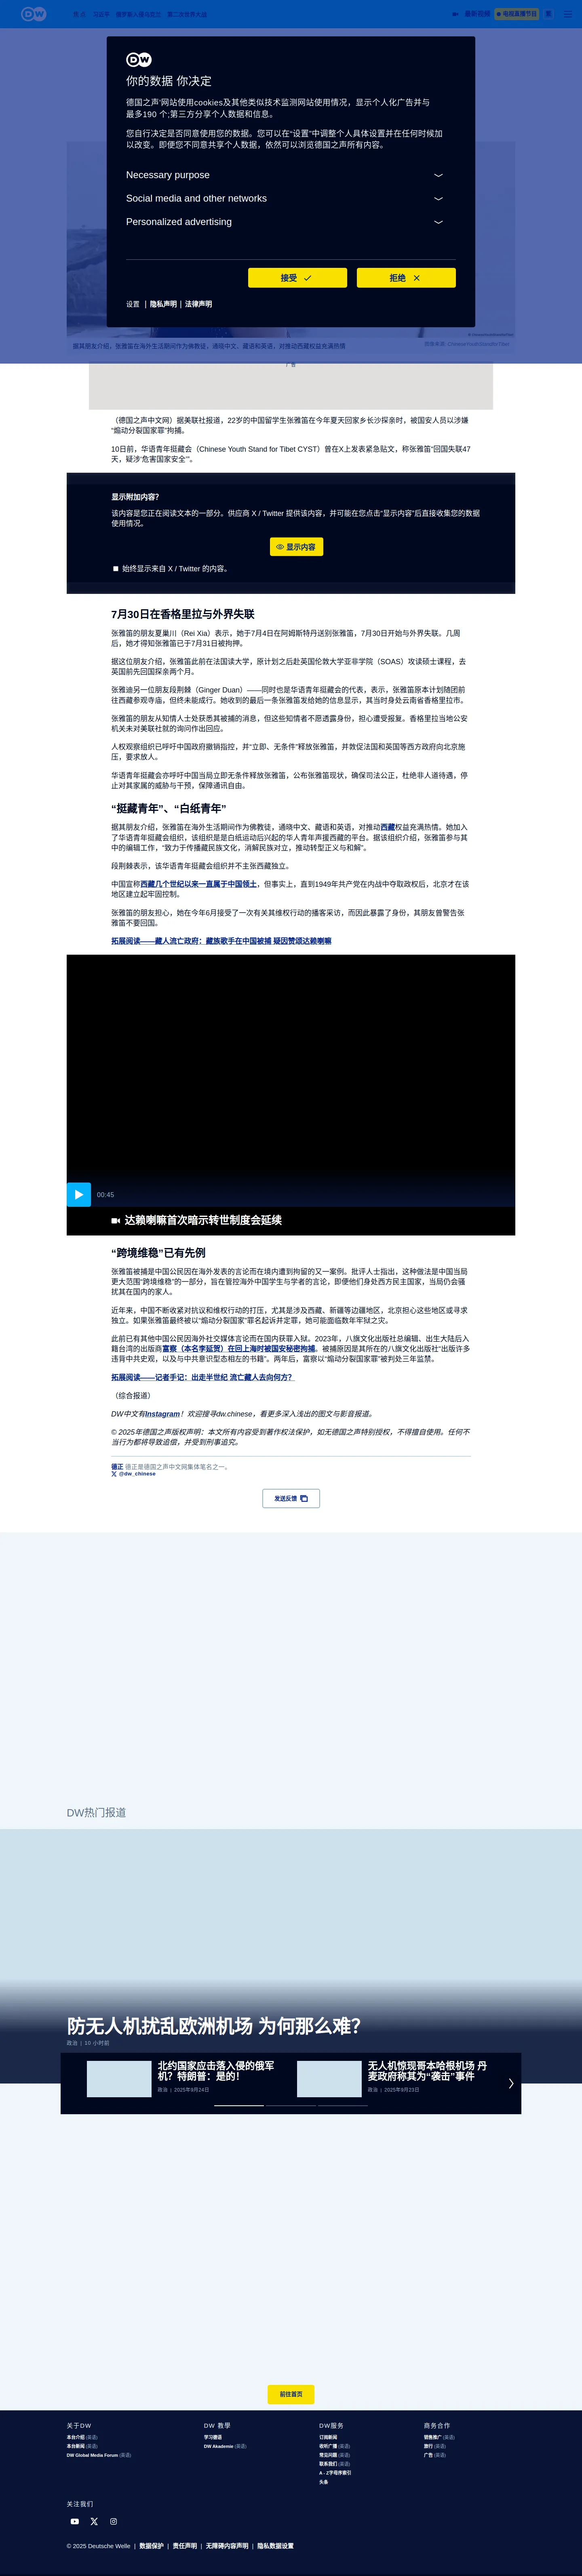 DW
习近平
俄罗斯入侵乌克兰
第二次世界大战
最新视频
电视直播节目
DW
你的数据 你决定
德国之声'网站使用cookies及其他类似技术监测网站使用情况，显示个人化广告并与
最多190 个;第三方分享个人数据和信息。
您自行决定是否同意使用您的数据。您可以在“设置”中调整个人具体设置并在任何时候加
以改变。即便您不同意共享个人数据，依然可以浏览德国之声所有内容。
Necessary purpose
Social media and other networks
Personalized advertising
接受
拒绝
设置 | 隐私声明 | 法律声明
据其朋友介绍，张雅笛在海外生活期间作为佛教徒，通晓中文、藏语和英语，对推动西藏权益充满热情
图像来源: ChineseYouthStandforTibet
广告
（德国之声中文网）据美联社报道，22岁的中国留学生张雅笛在今年夏天回家乡长沙探亲时，被国安人员以涉嫌
“煽动分裂国家罪”拘捕。
10日前，华语青年挺藏会（Chinese Youth Stand for Tibet CYST）曾在X上发表紧急贴文，称张雅笛“回国失联47
天，疑涉‘危害国家安全’”。
显示附加内容？
该内容是您正在阅读文本的一部分。供应商 X / Twitter 提供该内容，并可能在您点击“显示内容”后直接收集您的数据
使用情况。
显示内容
始终显示来自 X / Twitter 的内容。
7月30日在香格里拉与外界失联
张雅笛的朋友夏巢川（Rei Xia）表示，她于7月4日在阿姆斯特丹送别张雅笛，7月30日开始与外界失联。几周
后，她才得知张雅笛已于7月31日被拘押。
据这位朋友介绍，张雅笛此前在法国读大学，原计划之后赴英国伦敦大学亚非学院（SOAS）攻读硕士课程，去
英国前先回国探亲两个月。
张雅迪另一位朋友段荆棘（Ginger Duan）——同时也是华语青年挺藏会的代表，表示，张雅笛原本计划随团前
往西藏参观寺庙，但终未能成行。她收到的最后一条张雅笛发给她的信息显示，其当时身处云南省香格里拉市。
张雅笛的朋友从知情人士处获悉其被捕的消息，但这些知情者不愿透露身份，担心遭受报复。香格里拉当地公安
机关未对美联社就的询问作出回应。
人权观察组织已呼吁中国政府撤销指控，并“立即、无条件”释放张雅笛，并敦促法国和英国等西方政府向北京施
压，要求放人。
华语青年挺藏会亦呼吁中国当局立即无条件释放张雅笛，公布张雅笛现状，确保司法公正，杜绝非人道待遇，停
止对其家属的威胁与干预，保障通讯自由。
“挺藏青年”、“白纸青年”
据其朋友介绍，张雅笛在海外生活期间作为佛教徒，通晓中文、藏语和英语，对推动西藏权益充满热情。她加入
了华语青年挺藏会组织，该组织是是白纸运动后兴起的华人青年声援西藏的平台。据该组织介绍，张雅笛参与其
中的编辑工作，“致力于传播藏民族文化，消解民族对立，推动转型正义与和解”。
段荆棘表示，该华语青年挺藏会组织并不主张西藏独立。
中国宣称西藏几个世纪以来一直属于中国领土，但事实上，直到1949年共产党在内战中夺取政权后，北京才在该
地区建立起牢固控制。
张雅笛的朋友担心，她在今年6月接受了一次有关其维权行动的播客采访，而因此暴露了身份，其朋友曾警告张
雅笛不要回国。
拓展阅读——藏人流亡政府：藏族歌手在中国被捕 疑因赞颂达赖喇嘛
00:45
达赖喇嘛首次暗示转世制度会延续
“跨境维稳”已有先例
张雅笛被捕是中国公民因在海外发表的言论而在境内遭到拘留的又一案例。批评人士指出，这种做法是中国当局
更大范围“跨境维稳”的一部分，旨在管控海外中国学生与学者的言论，即便他们身处西方民主国家，当局仍会骚
扰其在国内的家人。
近年来，中国不断收紧对抗议和维权行动的打压，尤其是涉及西藏、新疆等边疆地区，北京担心这些地区或寻求
独立。如果张雅笛最终被以“煽动分裂国家”罪名起诉并定罪，她可能面临数年牢狱之灾。
此前已有其他中国公民因海外社交媒体言论而在国内获罪入狱。2023年，八旗文化出版社总编辑、出生大陆后入
籍台湾的出版商富察（本名李延贺）在回上海时被国安秘密拘捕。被捕原因是其所在的八旗文化出版社“出版许多
违背中共史观，以及与中共意识型态相左的书籍”。两年后，富察以“煽动分裂国家罪”被判处三年监禁。
拓展阅读——记者手记：出走半世纪 流亡藏人去向何方？
（综合报道）
DW中文有Instagram！欢迎搜寻dw.chinese，看更多深入浅出的图文与影音报道。
© 2025年德国之声版权声明：本文所有内容受到著作权法保护，如无德国之声特别授权，不得擅自使用。任何不
当行为都将导致追偿，并受到刑事追究。
德正 德正是德国之声中文网集体笔名之一。
@dw_chinese
发送反馈
DW热门报道
防无人机扰乱欧洲机场 为何那么难？
政治 | 10 小时前
北约国家应击落入侵的俄军
机？特朗普：是的！
政治 | 2025年9月24日
无人机惊现哥本哈根机场 丹
麦政府称其为“袭击”事件
政治 | 2025年9月23日
前往首页
关于DW
本台介绍 (英语)
本台新闻 (英语)
DW Global Media Forum (英语)
DW 教學
学习德语
DW Akademie (英语)
DW服务
订阅新闻
收听广播 (英语)
常见问题 (英语)
联系我们 (英语)
A - Z字母序索引
头条
商务合作
销售推广 (英语)
旅行 (英语)
广告 (英语)
关注我们
© 2025 Deutsche Welle | 数据保护 | 责任声明 | 无障碍内容声明 | 隐私数据设置